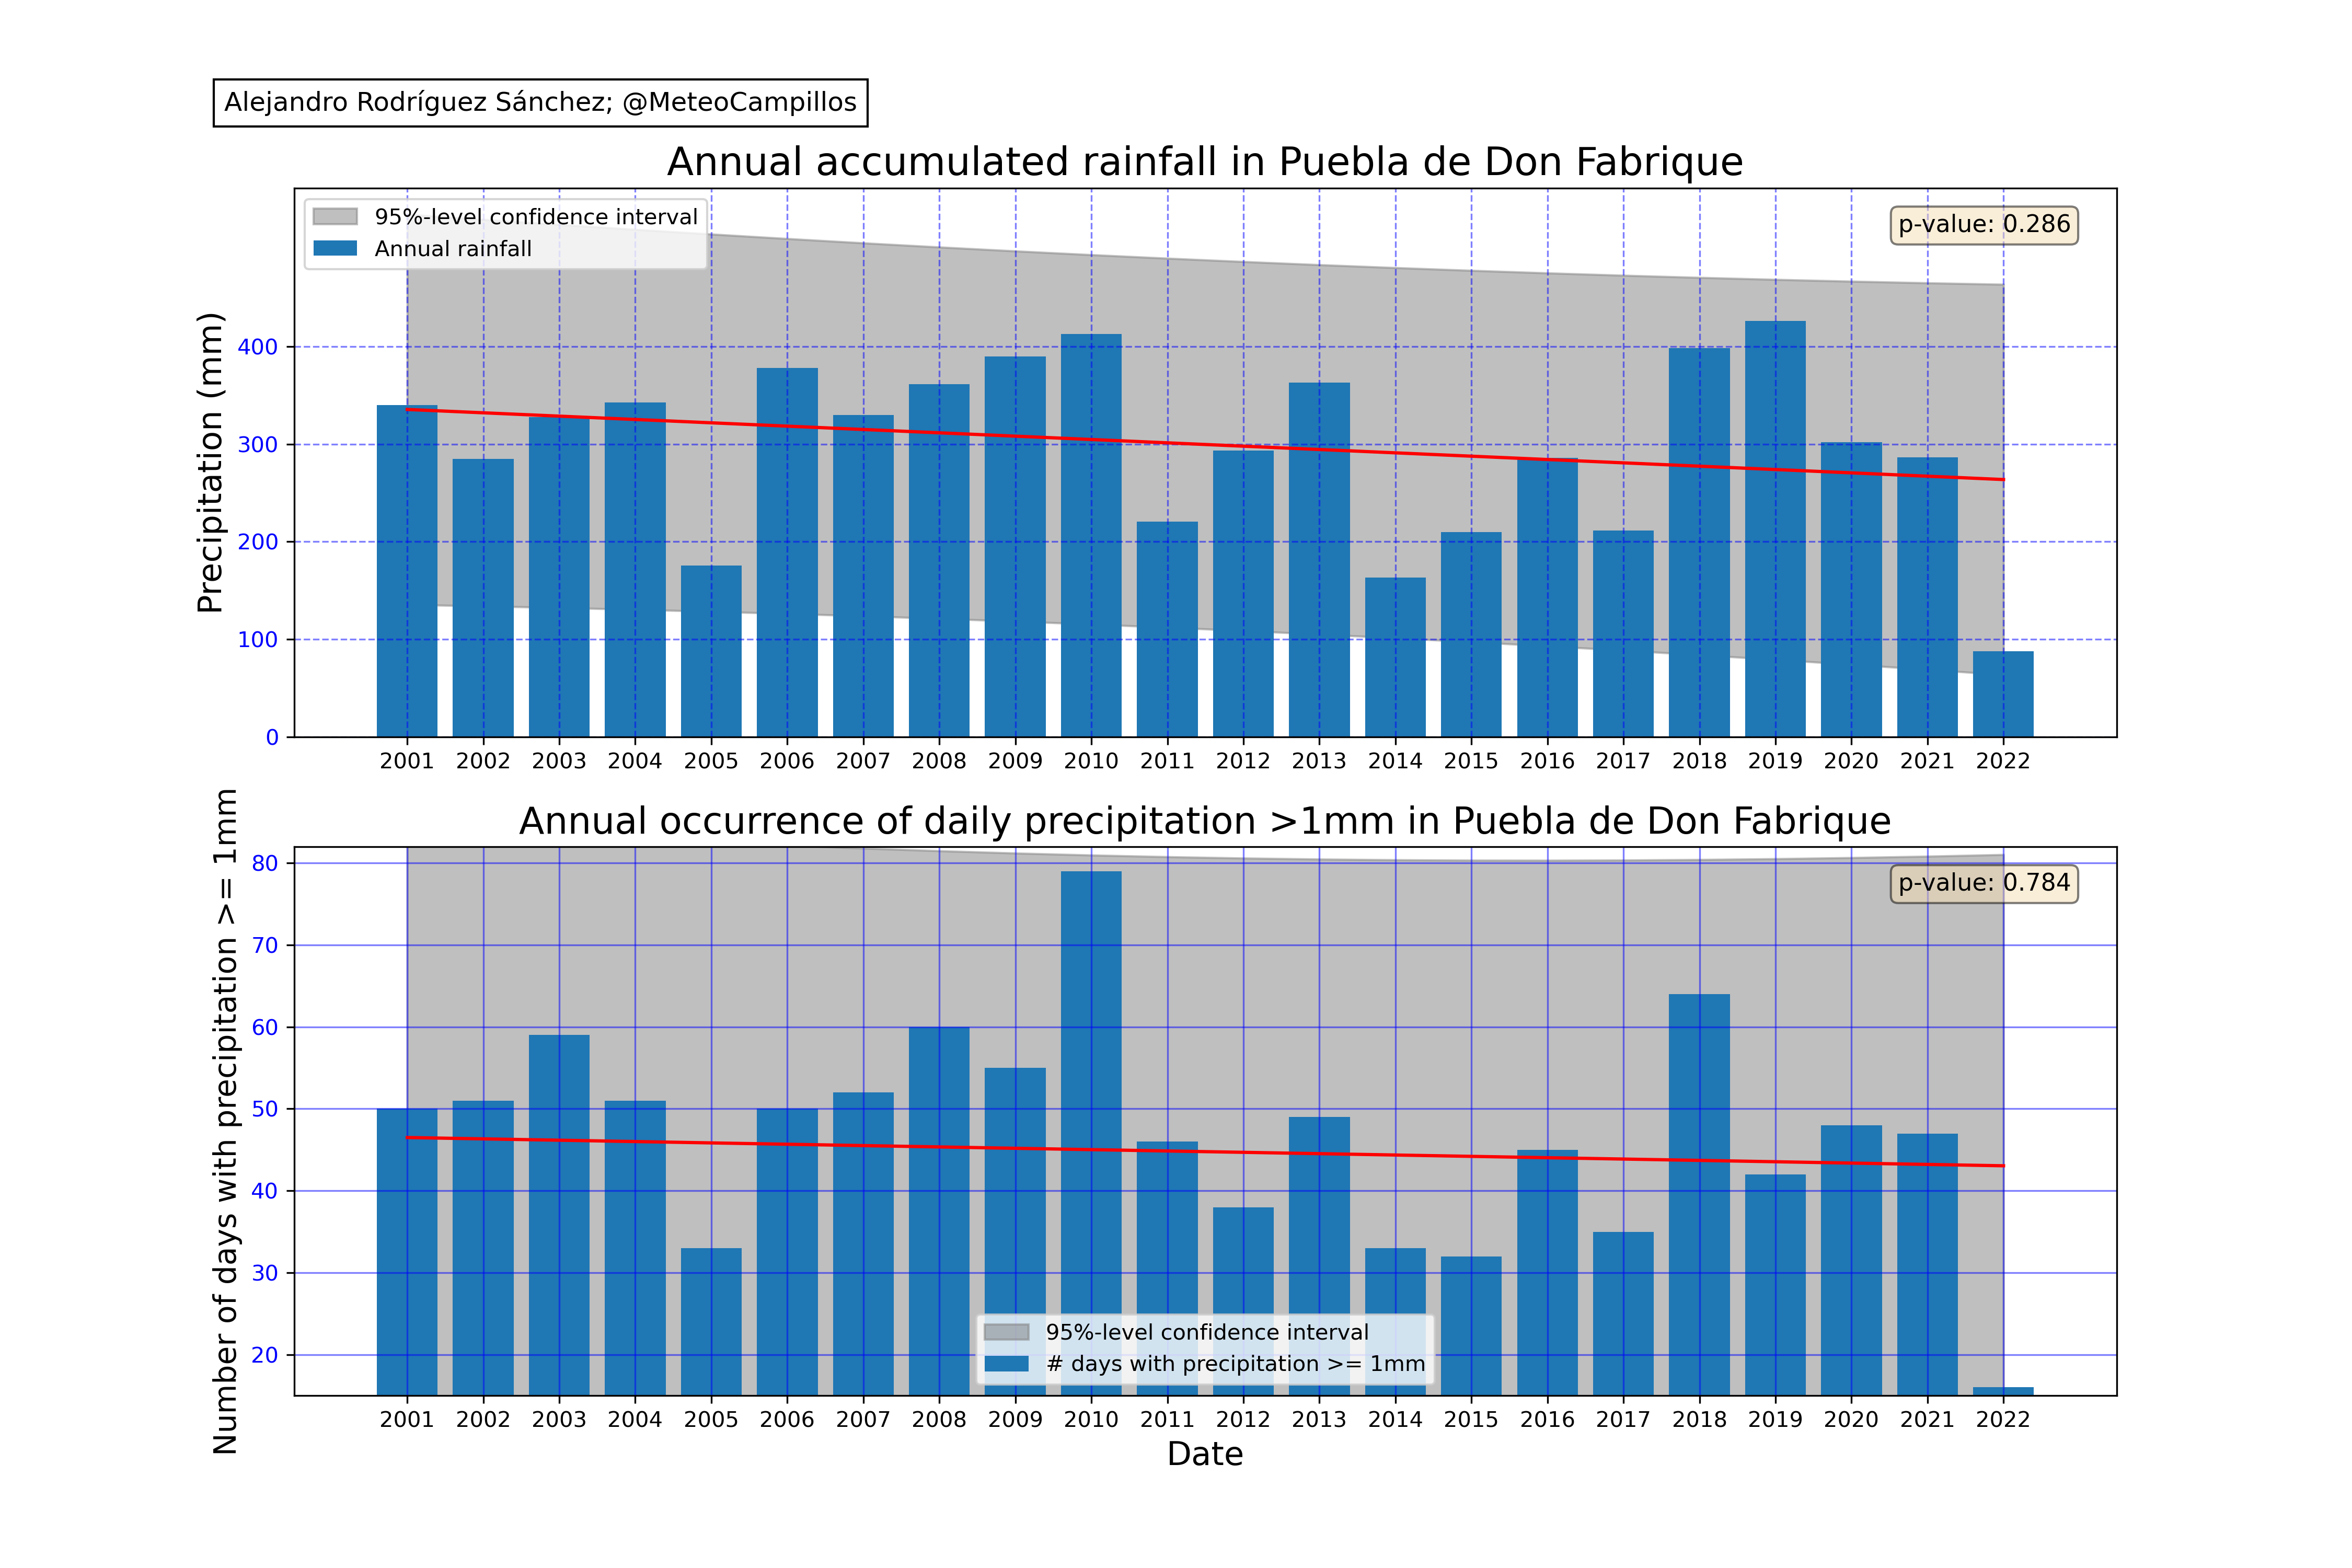 Alejandro Rodríguez Sánchez; @MeteoCampillos
Annual accumulated rainfall in Puebla de Don Fabrique
95%-level confidence interval
Annual rainfall
p-value: 0.286
Precipitation (mm)
400
300
200
100
0
2001 2002 2003 2004 2005 2006 2007 2008 2009 2010 2011 2012 2013 2014 2015 2016 2017 2018 2019 2020 2021 2022
Annual occurrence of daily precipitation >1mm in Puebla de Don Fabrique
p-value: 0.784
Number of days with precipitation >= 1mm
80
70
60
50
40
30
20
95%-level confidence interval
# days with precipitation >= 1mm
2001 2002 2003 2004 2005 2006 2007 2008 2009 2010 2011 2012 2013 2014 2015 2016 2017 2018 2019 2020 2021 2022
Date